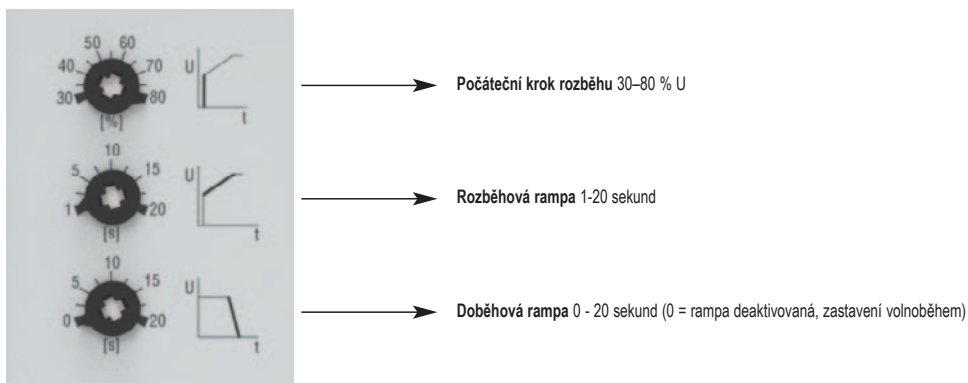 50 60
40 70
30 80
[%]
U
t
Počáteční krok rozběhu 30–80 % U
10
5 15
1 20
[s]
U
t
Rozběhová rampa 1-20 sekund
10
5 15
0 20
[s]
U
t
Doběhová rampa 0 - 20 sekund (0 = rampa deaktivovaná, zastavení volnoběhem)